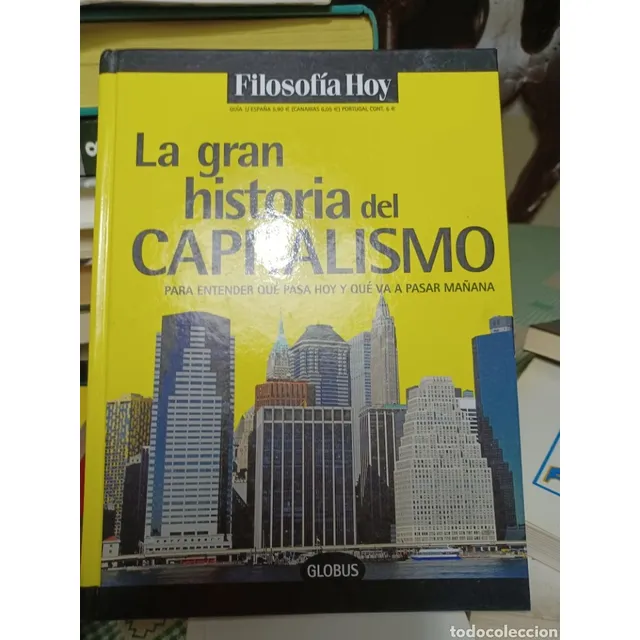 Filosofía Hoy
GUÍA 1/ ESPAÑA 5,90 € (CANARIAS 6,05 €) PORTUGAL CONT. 6 €
La gran
historia del
CAPITALISMO
PARA ENTENDER QUÉ PASA HOY Y QUÉ VA A PASAR MAÑANA
GLOBUS
todocoleccion